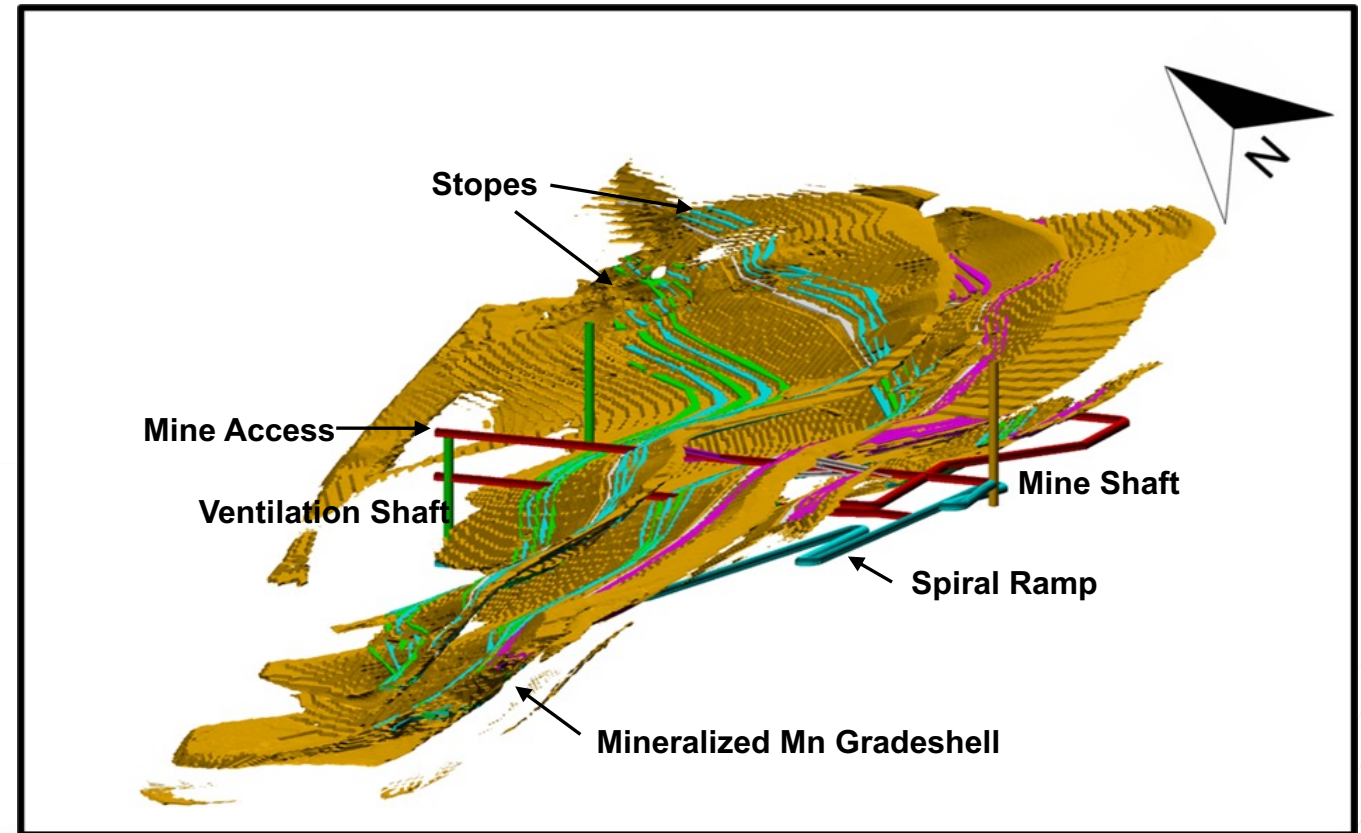 N
Stopes
Mine Access
Mine Shaft
Ventilation Shaft
Spiral Ramp
Mineralized Mn Gradeshell